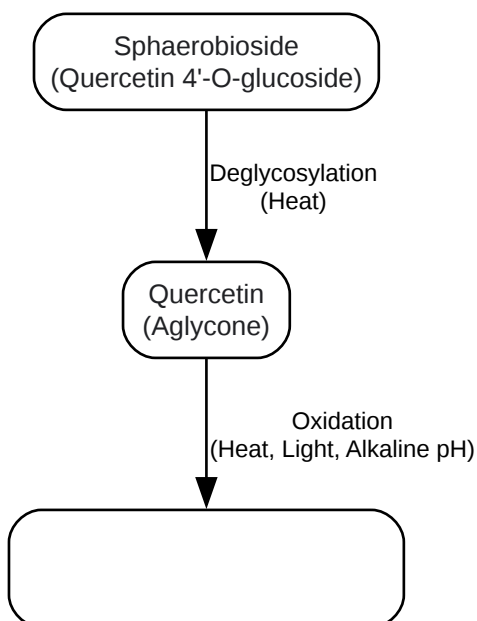 Sphaerobioside
(Quercetin 4'-O-glucoside)
Deglycosylation
(Heat)
Quercetin
(Aglycone)
Oxidation
(Heat, Light, Alkaline pH)